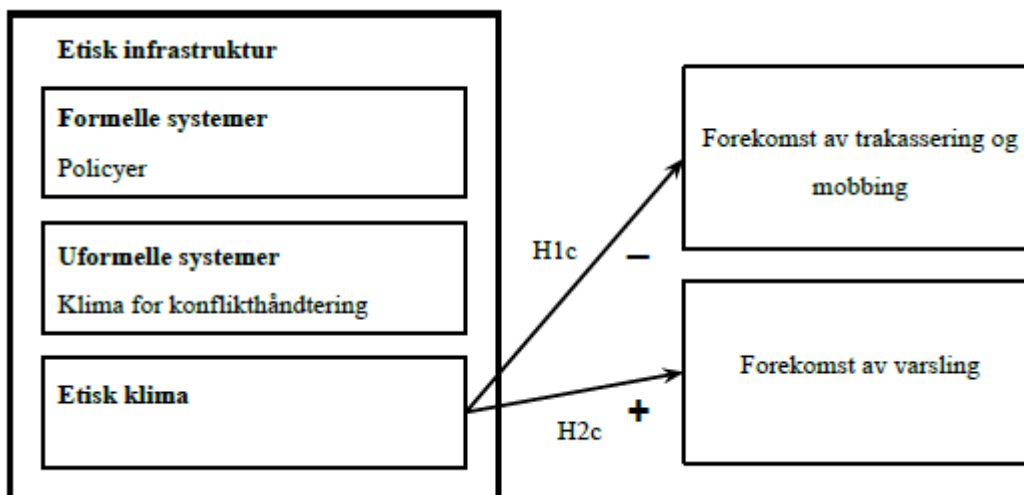 Etisk infrastruktur
Formelle systemer
Policyer
Uformelle systemer
Klima for konflikthåndtering
Etisk klima
H1c
−
H2c
+
Forekomst av trakassering og
mobbing
Forekomst av varsling